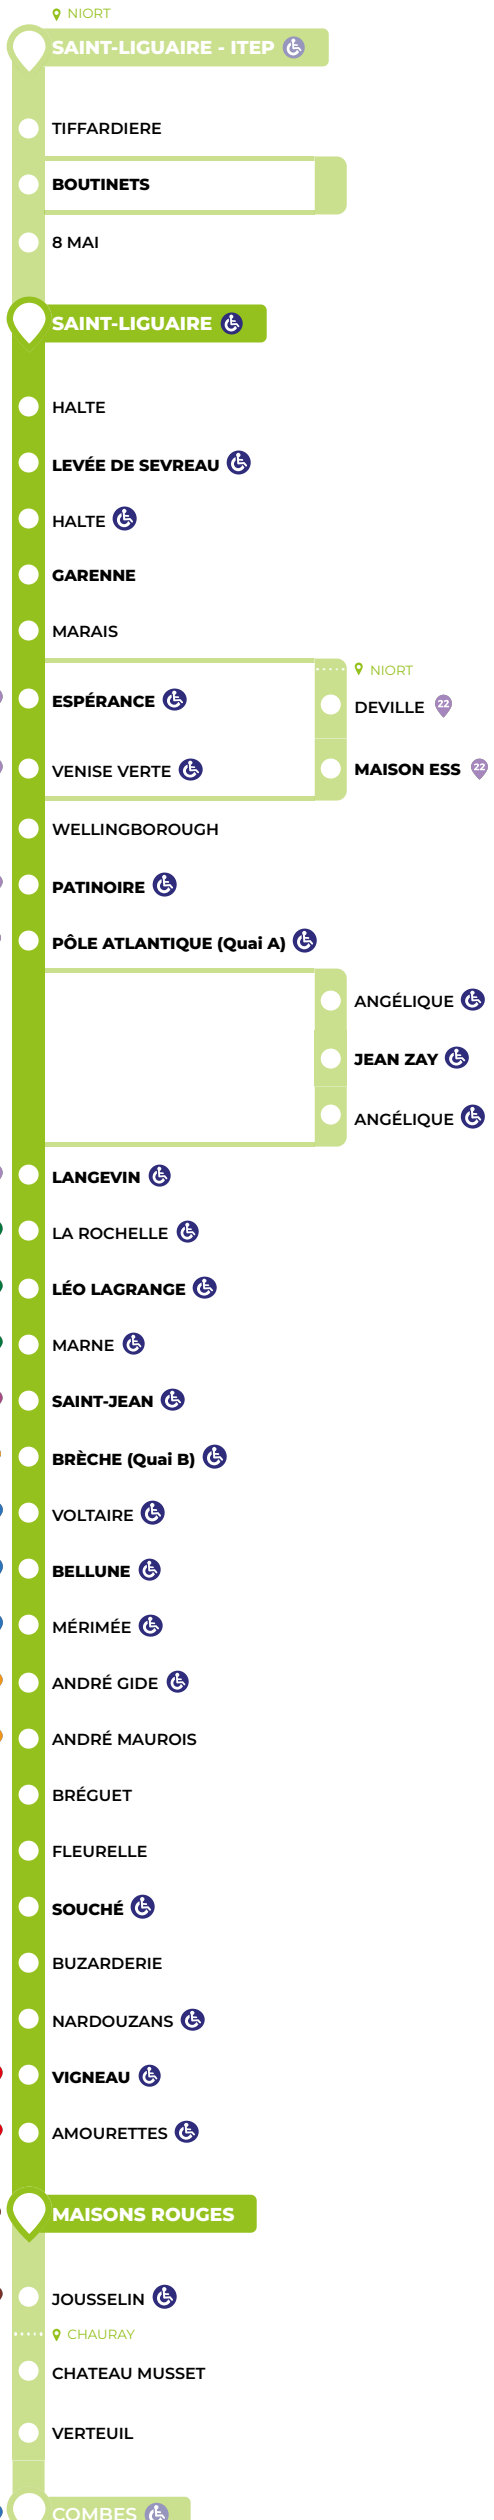 NIORT
SAINT-LIGUAIRE - ITEP
TIFFARDIERE
BOUTINETS
8 MAI
SAINT-LIGUAIRE
HALTE
LEVÉE DE SEVREAU
HALTE
GARENNE
MARAIS
NIORT
ESPÉRANCE
DEVILLE 22
VENISE VERTE
MAISON ESS 22
WELLINGBOROUGH
PATINOIRE
PÔLE ATLANTIQUE (Quai A)
ANGÉLIQUE
JEAN ZAY
ANGÉLIQUE
LANGEVIN
LA ROCHELLE
LÉO LAGRANGE
MARNE
SAINT-JEAN
BRÈCHE (Quai B)
VOLTAIRE
BELLUNE
MÉRIMÉE
ANDRÉ GIDE
ANDRÉ MAUROIS
BRÉGUET
FLEURELLE
SOUCHÉ
BUZARDERIE
NARDOUZANS
VIGNEAU
AMOURETTES
MAISONS ROUGES
JOUSSELIN
CHAURAY
CHATEAU MUSSET
VERTEUIL
COMBES